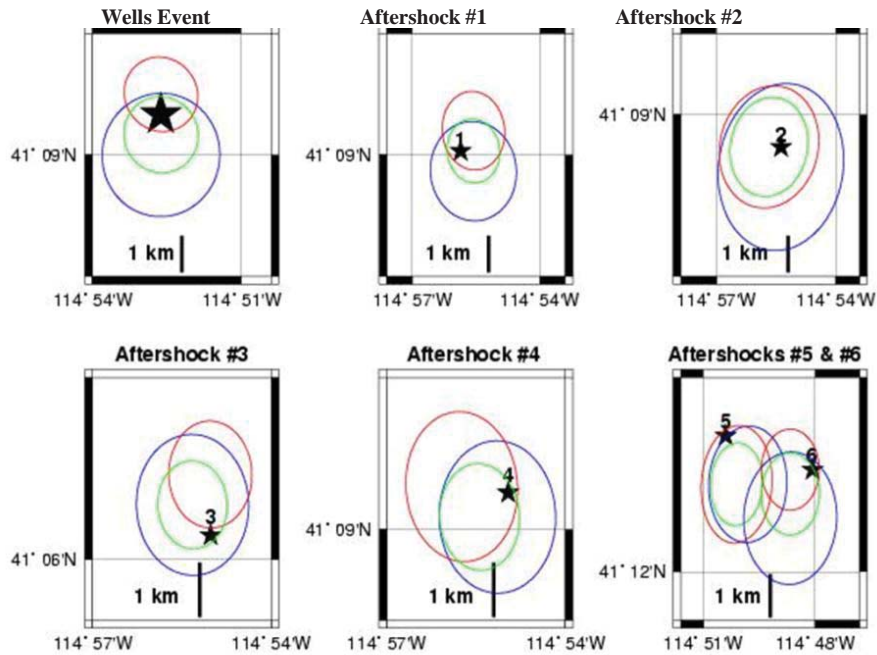 Wells Event
Aftershock #1
Aftershock #2
41° 09'N
1 km
114° 54'W
114° 51'W
1
41° 09'N
1 km
114° 57'W
114° 54'W
2
41° 09'N
1 km
114° 57'W
114° 54'W
Aftershock #3
Aftershock #4
Aftershocks #5 & #6
3
41° 06'N
1 km
114° 57'W
114° 54'W
4
41° 09'N
1 km
114° 57'W
114° 54'W
5
6
41° 12'N
1 km
114° 51'W
114° 48'W